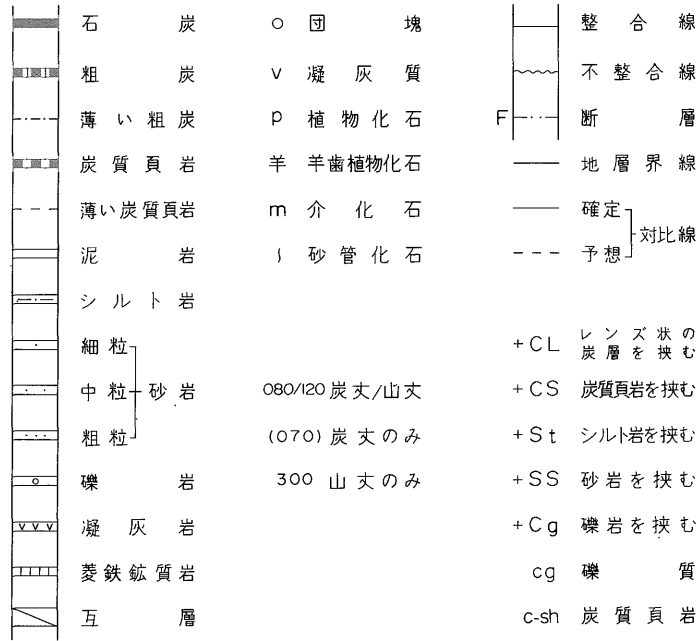 石炭
粗炭
薄い粗炭
炭質頁岩
薄い炭質頁岩
泥岩
シルト岩
細粒
中粒 砂岩
粗粒
礫岩
凝灰岩
菱鉄鉱質岩
互層
o 団塊
v 凝灰質
p 植物化石
羊 羊歯植物化石
m 介化石
⌇ 砂管化石
080/120 炭丈/山丈
(070) 炭丈のみ
300 山丈のみ
整合線
不整合線
F 断層
地層界線
確定
対比線
予想
+CL レンズ状の
炭層を挟む
+CS 炭質頁岩を挟む
+St シルト岩を挟む
+SS 砂岩を挟む
+Cg 礫岩を挟む
cg 礫質
c-sh 炭質頁岩